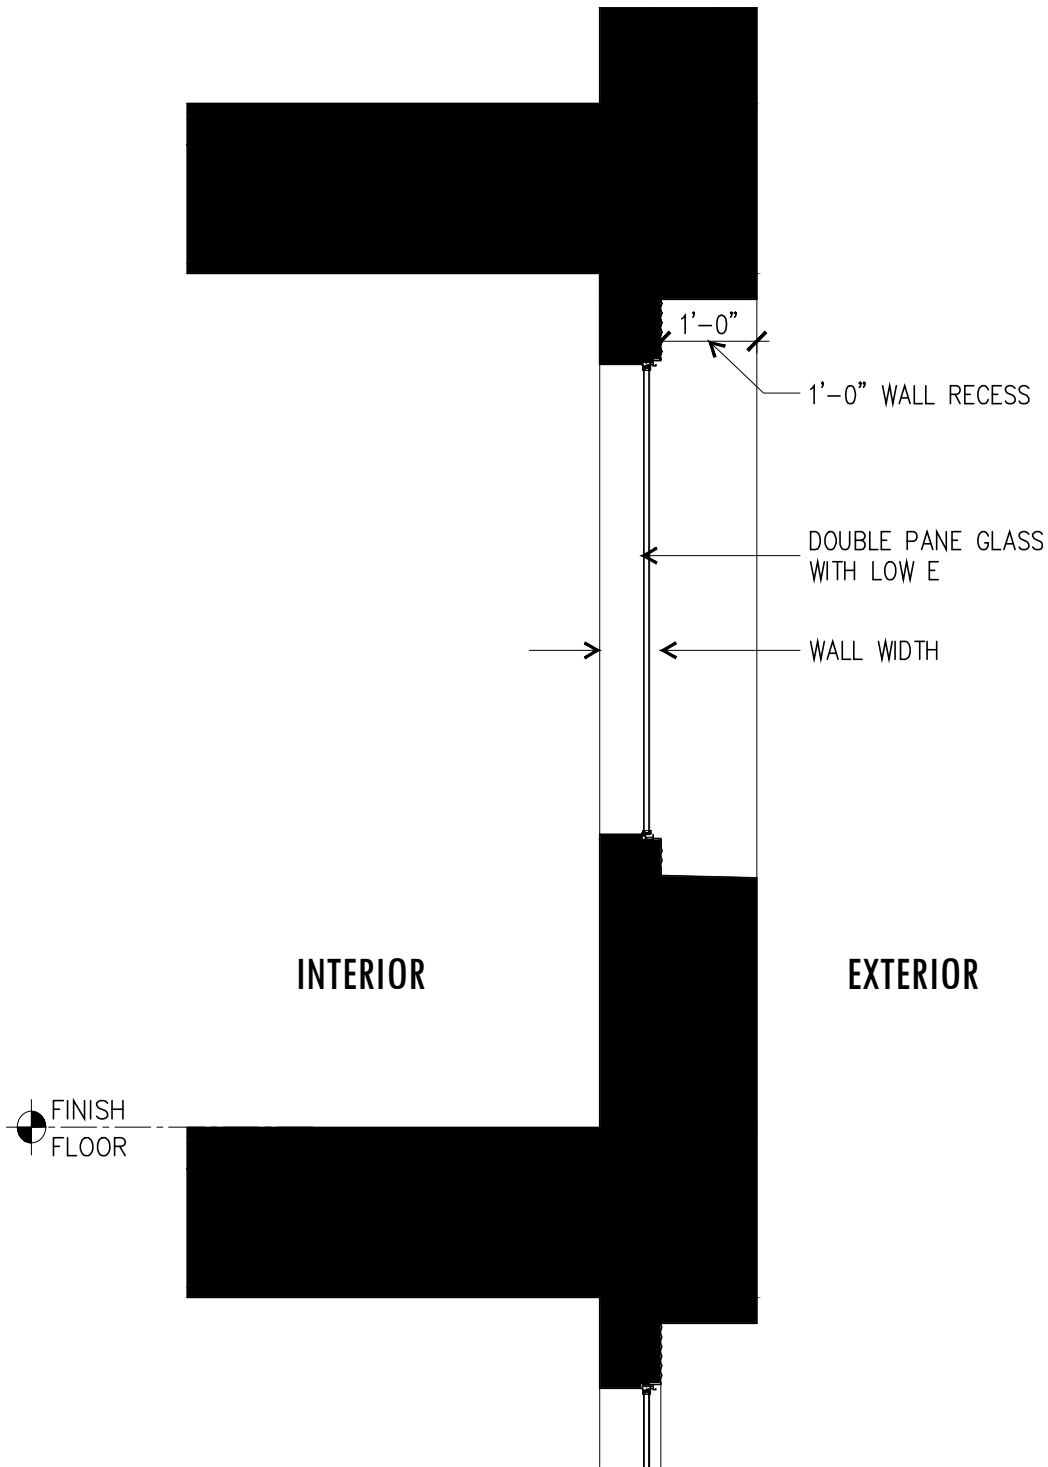 1'-0"
1'-0" WALL RECESS
DOUBLE PANE GLASS
WITH LOW E
WALL WIDTH
INTERIOR
EXTERIOR
FINISH
FLOOR